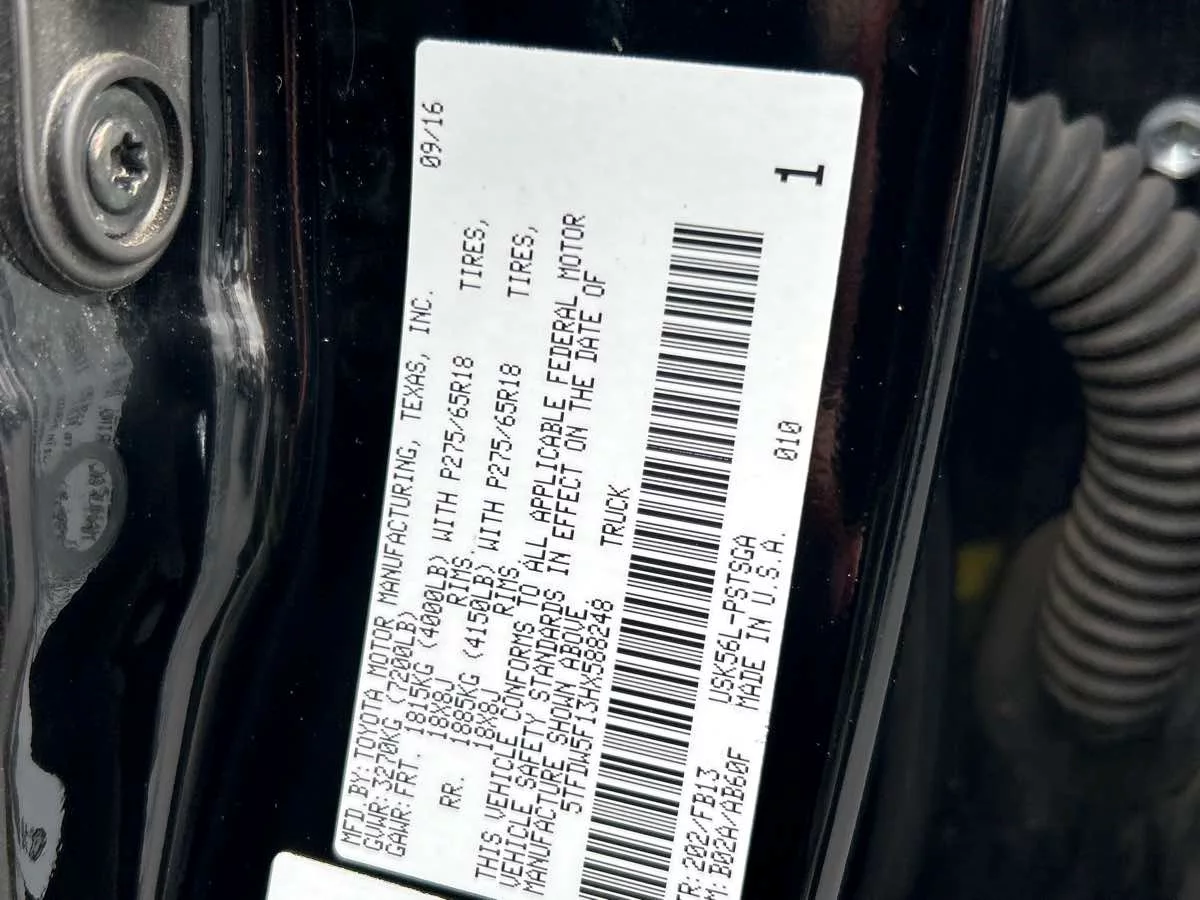 MFD BY:TOYOTA MOTOR MANUFACTURING, TEXAS, INC. 09/16
GVWR:3270KG (7200LB)
GAWR:FRT. 1815KG (4000LB) WITH P275/65R18 TIRES,
18X8J RIMS.
RR. 1885KG (4150LB) WITH P275/65R18 TIRES,
18X8J RIMS.
THIS VEHICLE CONFORMS TO ALL APPLICABLE FEDERAL MOTOR
VEHICLE SAFETY STANDARDS IN EFFECT ON THE DATE OF
MANUFACTURE SHOWN ABOVE.
5TFDW5F13HX588248 TRUCK
TR:202/FB13 USK56L-PSTSGA
M:B02A/AB60F MADE IN U.S.A. 010
1